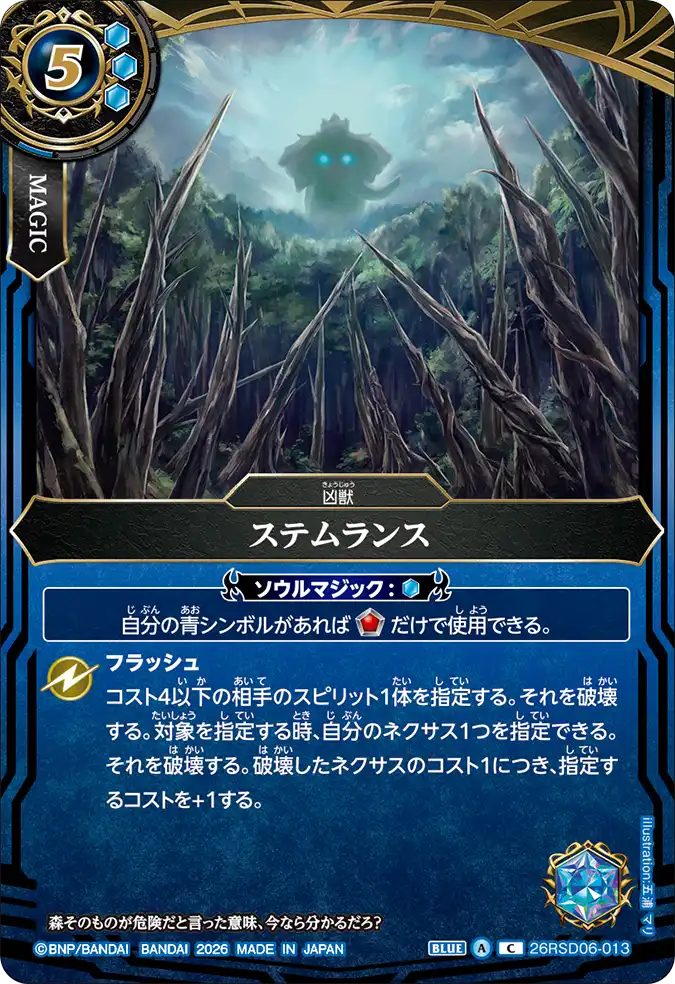 5
MAGIC
きょうじゅう
凶獣
ステムランス
ソウルマジック:
じぶん あお しよう
自分の青シンボルがあれば だけで使用できる。
フラッシュ
いか あいて たい してい はかい
コスト4以下の相手のスピリット1体を指定する。それを破壊
たいしょう してい とき じぶん してい
する。対象を指定する時、自分のネクサス1つを指定できる。
はかい はかい してい
それを破壊する。破壊したネクサスのコスト1につき、指定す
るコストを+1する。
illustration:五浦 マリ
森そのものが危険だと言った意味、今なら分かるだろ?
©BNP/BANDAI BANDAI 2026 MADE IN JAPAN BLUE A C 26RSD06-013